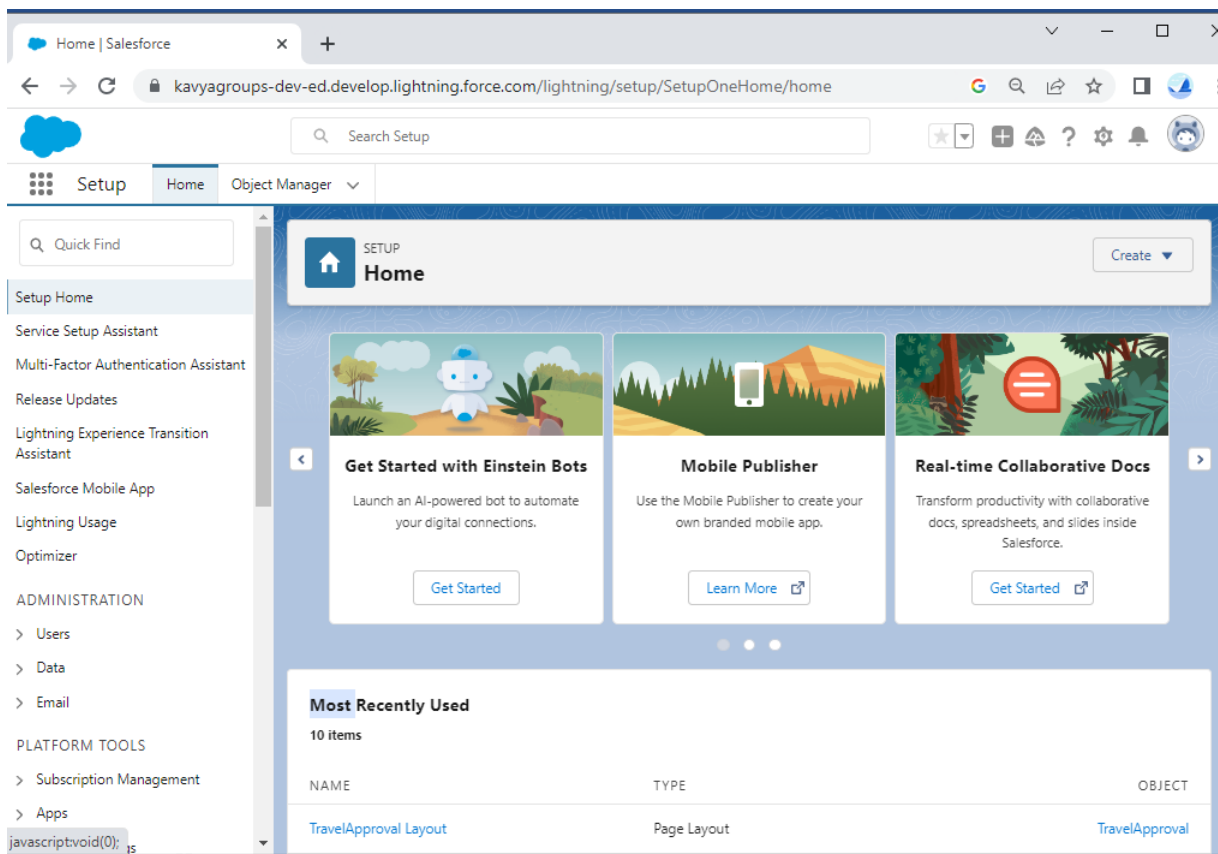 Home | Salesforce
kavyagroups-dev-ed.develop.lightning.force.com/lightning/setup/SetupOneHome/home
G
Search Setup
Setup
Home
Object Manager
Quick Find
Setup Home
Service Setup Assistant
Multi-Factor Authentication Assistant
Release Updates
Lightning Experience Transition
Assistant
Salesforce Mobile App
Lightning Usage
Optimizer
ADMINISTRATION
Users
Data
Email
PLATFORM TOOLS
Subscription Management
Apps
javascript:void(0);
SETUP
Home
Create
Get Started with Einstein Bots
Launch an AI-powered bot to automate
your digital connections.
Get Started
Mobile Publisher
Use the Mobile Publisher to create your
own branded mobile app.
Learn More
Real-time Collaborative Docs
Transform productivity with collaborative
docs, spreadsheets, and slides inside
Salesforce.
Get Started
Most Recently Used
10 items
NAME TYPE OBJECT
TravelApproval Layout Page Layout TravelApproval